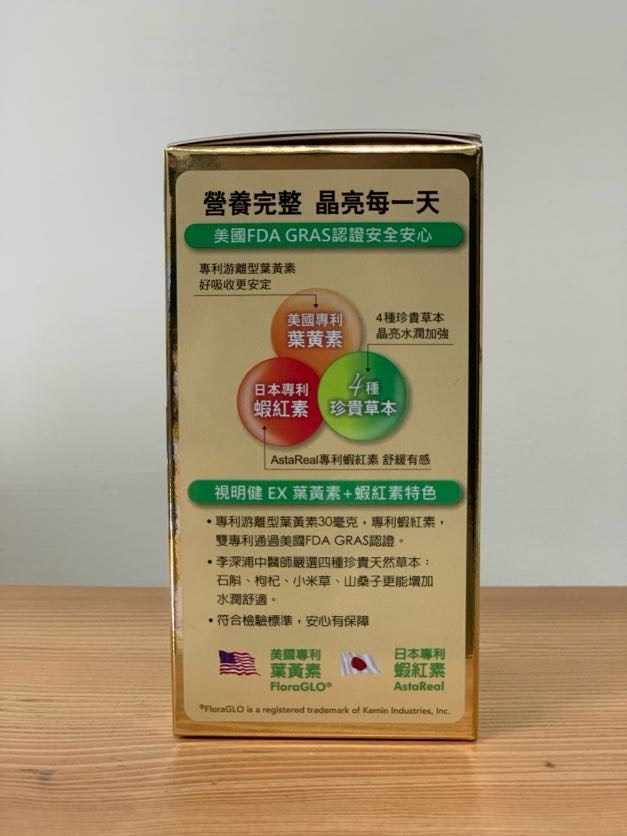 營養完整 晶亮每一天
美國FDA GRAS認證安全安心
專利游離型葉黃素
好吸收更安定
美國專利
葉黃素
4種珍貴草本
晶亮水潤加強
日本專利
蝦紅素
4種
珍貴草本
AstaReal專利蝦紅素 舒緩有感
視明健 EX 葉黃素+蝦紅素特色
•專利游離型葉黃素30毫克，專利蝦紅素，
雙專利通過美國FDA GRAS認證。
•李深浦中醫師嚴選四種珍貴天然草本：
石斛、枸杞、小米草、山桑子更能增加
水潤舒適。
•符合檢驗標準，安心有保障
美國專利
葉黃素
FloraGLO®
日本專利
蝦紅素
AstaReal
®FloraGLO is a registered trademark of Kemin Industries, Inc.